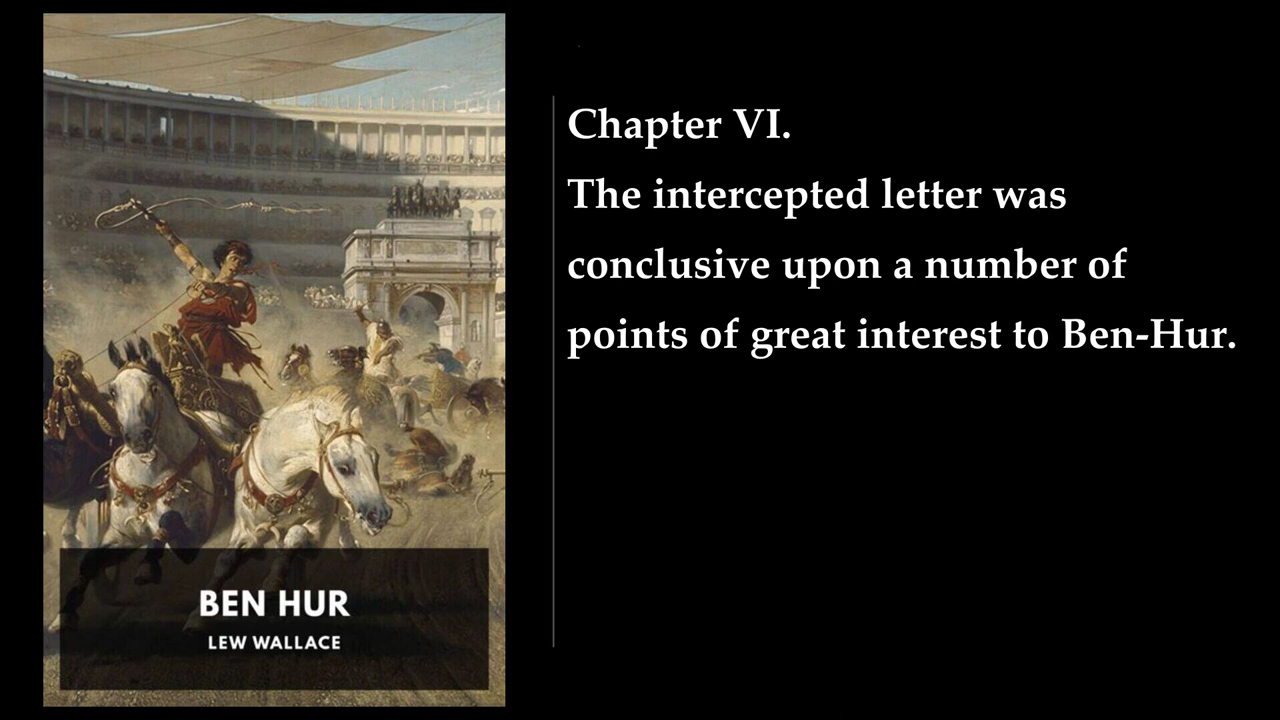 Chapter VI.
The intercepted letter was
conclusive upon a number of
points of great interest to Ben-Hur.
BEN HUR
LEW WALLACE